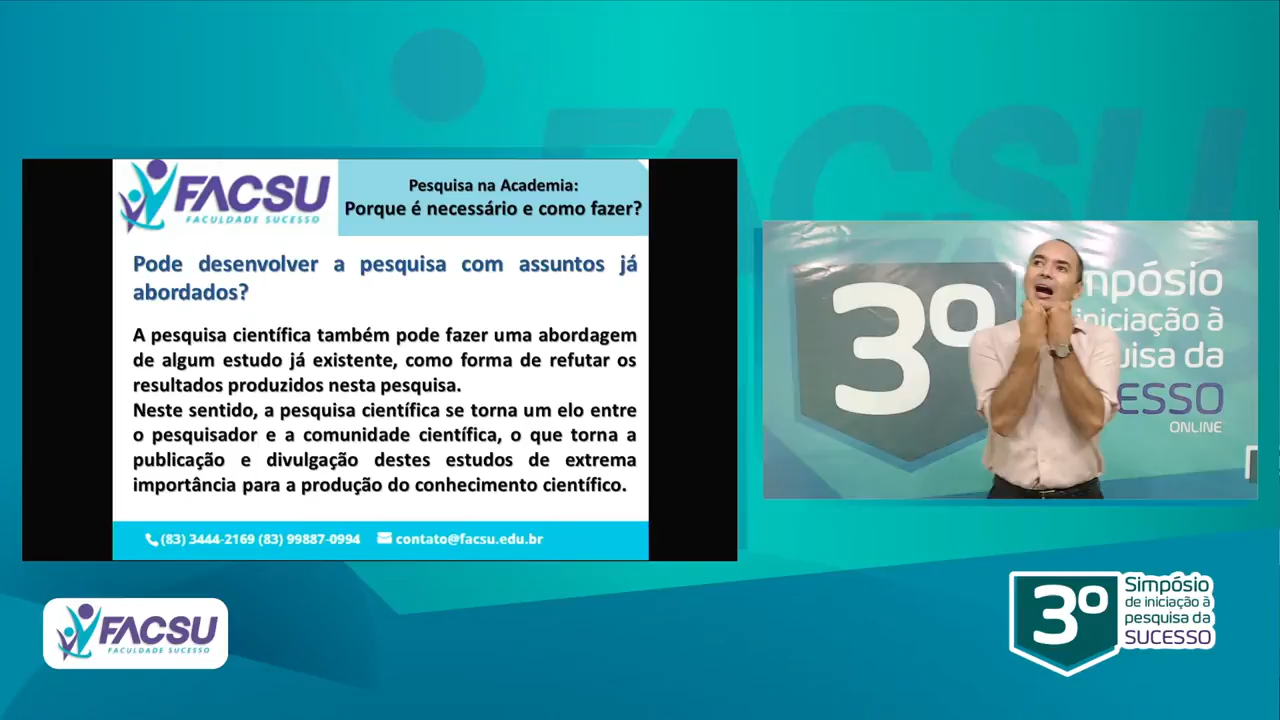 FACSU
FACSU
FACULDADE SUCESSO
Pesquisa na Academia:
Porque é necessário e como fazer?
Pode desenvolver a pesquisa com assuntos já
abordados?
A pesquisa científica também pode fazer uma abordagem
de algum estudo já existente, como forma de refutar os
resultados produzidos nesta pesquisa.
Neste sentido, a pesquisa científica se torna um elo entre
o pesquisador e a comunidade científica, o que torna a
publicação e divulgação destes estudos de extrema
importância para a produção do conhecimento científico.
(83) 3444-2169 (83) 99887-0994 contato@facsu.edu.br
3º
mpósio
iniciação à
uisa da
ESSO
ONLINE
FACSU
FACULDADE SUCESSO
3º
Simpósio
de iniciação à
pesquisa da
SUCESSO